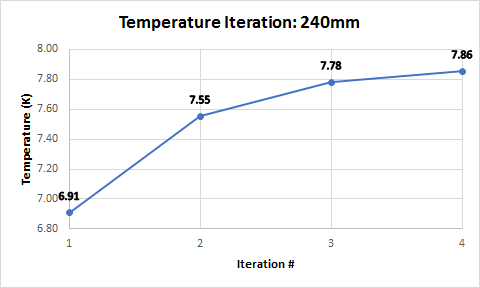 Temperature Iteration: 240mm
8.00
7.80
7.60
7.40
7.20
7.00
6.80
Temperature (K)
6.91
7.55
7.78
7.86
1 2 3 4
Iteration #